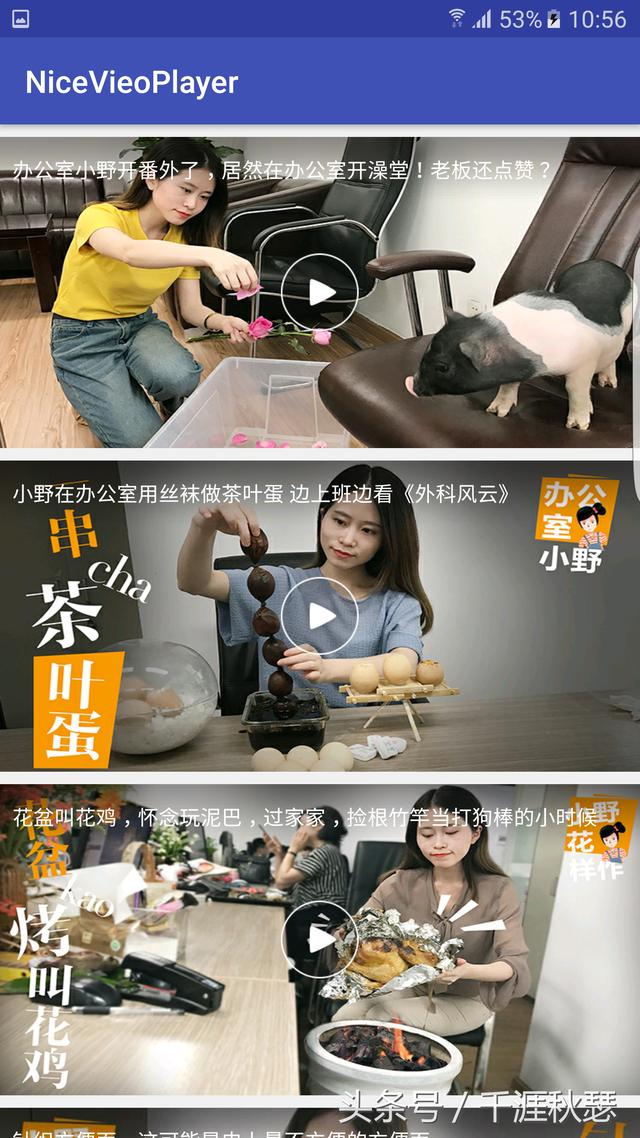 53% 10:56
NiceVieoPlayer
办公室小野开番外了，居然在办公室开澡堂！老板还点赞？
小野在办公室用丝袜做茶叶蛋 边上班边看《外科风云》
办公
室
小野
串
cha
茶
叶
蛋
花盆叫花鸡，怀念玩泥巴，过家家，捡根竹竿当打狗棒的小时候
小野
花
样作
花
盆
kao
烤
叫
花
鸡
头条号 / 千涯秋瑟